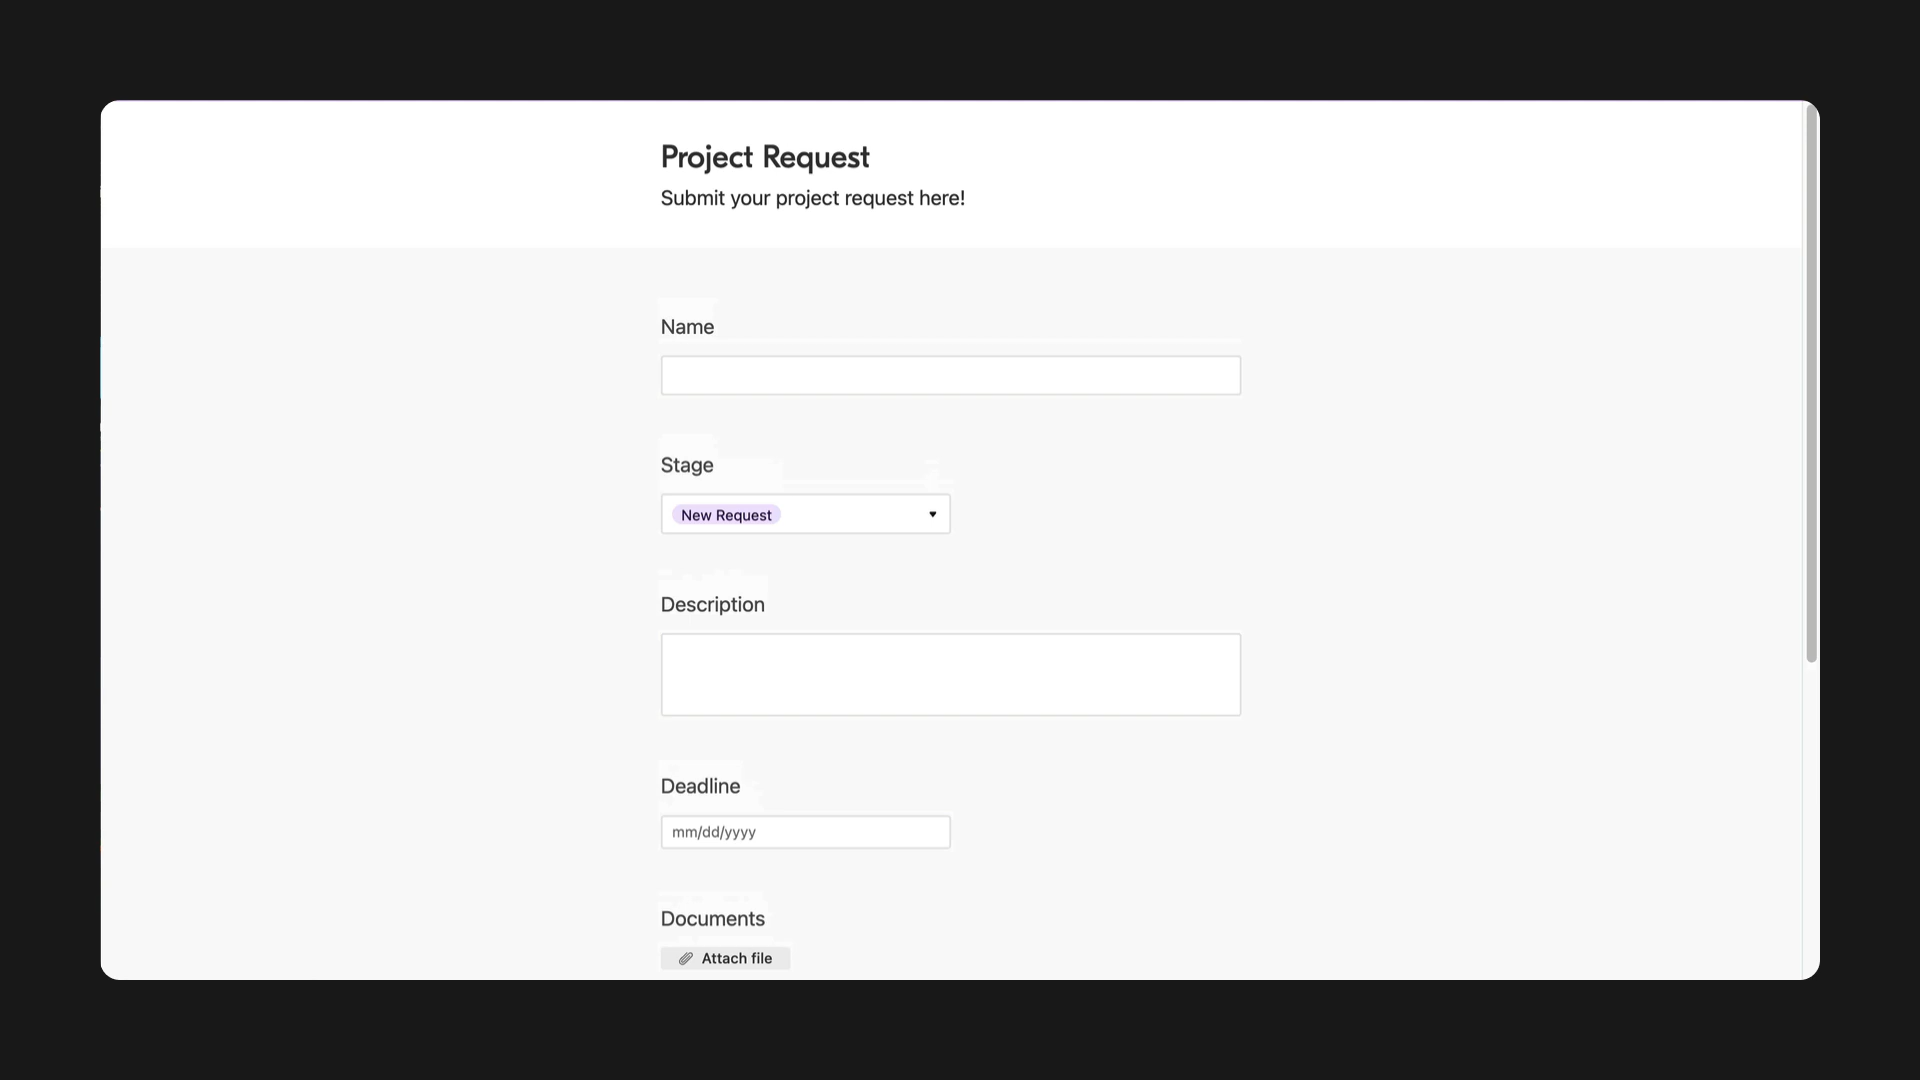 Project Request
Submit your project request here!
Name
Stage
New Request
Description
Deadline
mm/dd/yyyy
Documents
Attach file